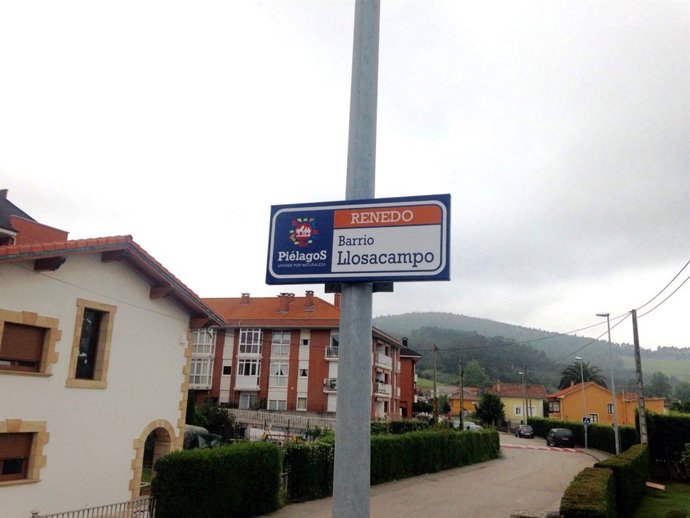 RENEDO
Barrio
Llosacampo
PiélagoS
GRANDE POR NATURALEZA